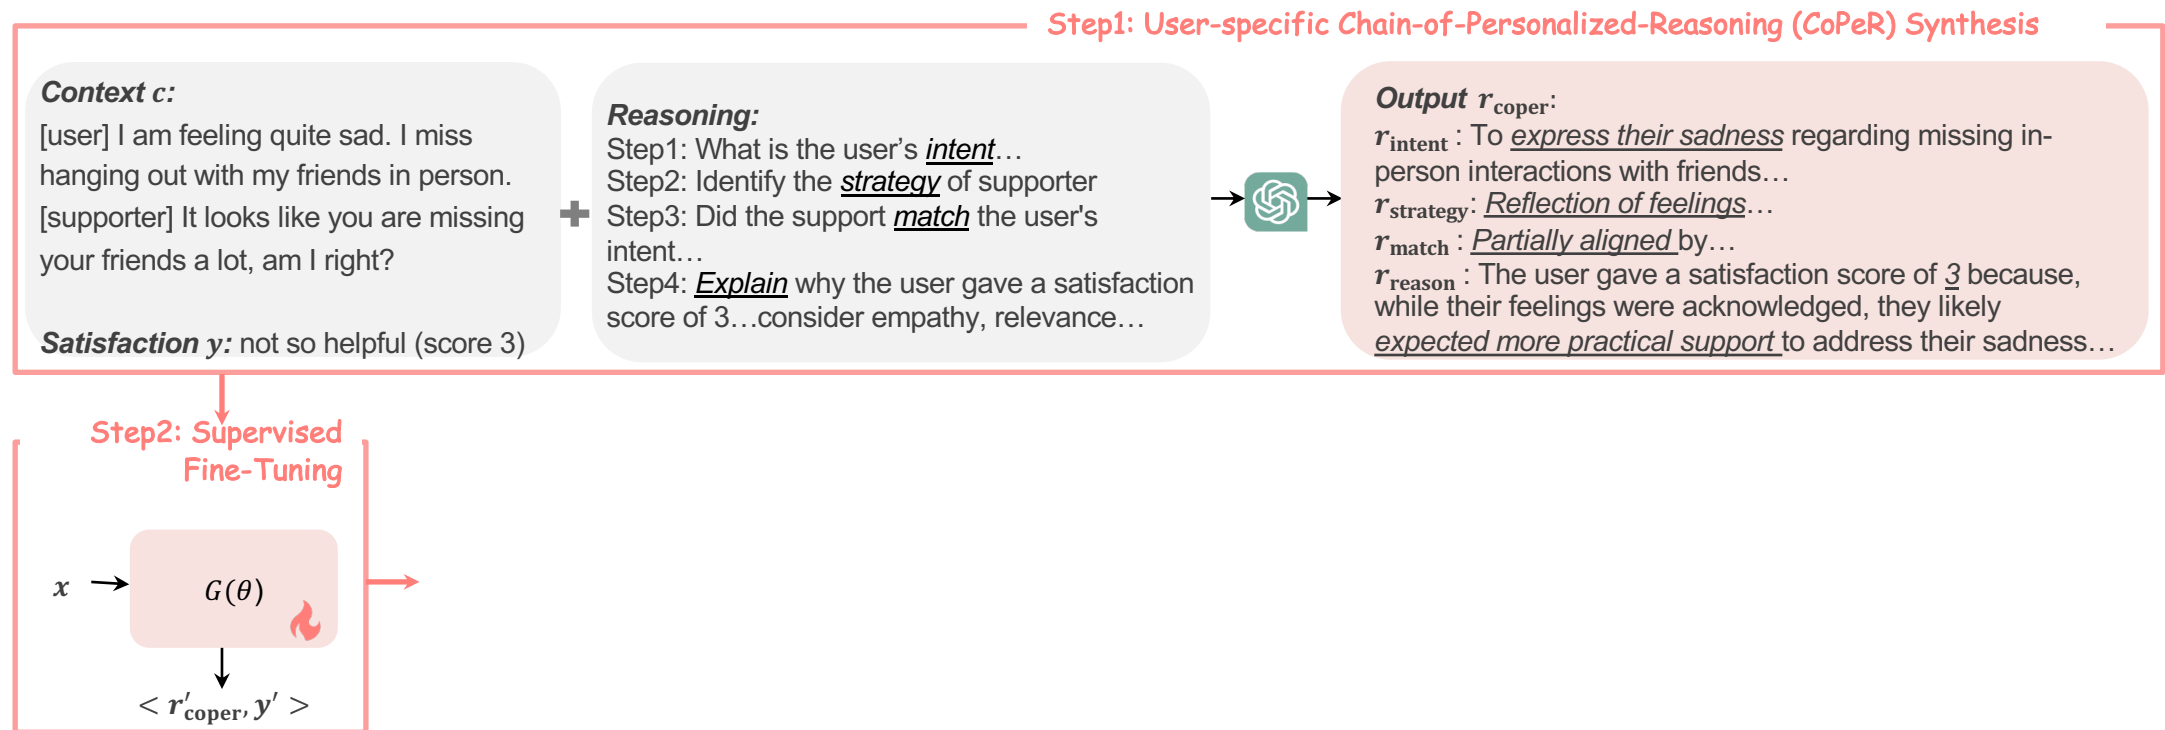 Step1: User-specific Chain-of-Personalized-Reasoning (CoPeR) Synthesis
Context c:
[user] I am feeling quite sad. I miss
hanging out with my friends in person.
[supporter] It looks like you are missing
your friends a lot, am I right?
Satisfaction y: not so helpful (score 3)
Reasoning:
Step1: What is the user's intent…
Step2: Identify the strategy of supporter
Step3: Did the support match the user's
intent…
Step4: Explain why the user gave a satisfaction
score of 3…consider empathy, relevance…
Output r_coper:
r_intent : To express their sadness regarding missing in-
person interactions with friends…
r_strategy: Reflection of feelings…
r_match : Partially aligned by…
r_reason : The user gave a satisfaction score of 3 because,
while their feelings were acknowledged, they likely
expected more practical support to address their sadness…
Step2: Supervised
Fine-Tuning
x
G(θ)
< r′_coper, y′ >